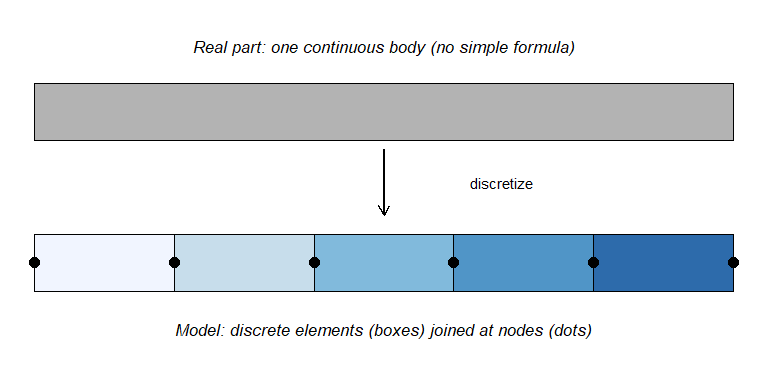 Real part: one continuous body (no simple formula)
discretize
Model: discrete elements (boxes) joined at nodes (dots)